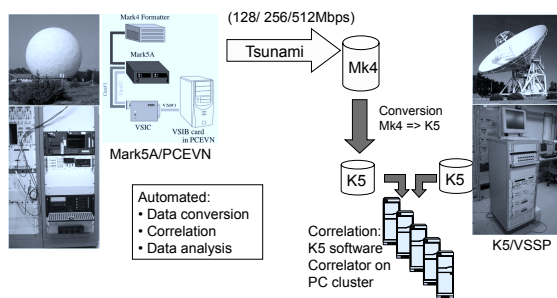 (128/ 256/512Mbps)
Mark4 Formatter
Mark5A
VSIC
VSIB card
in PCEVN
Mark5A/PCEVN
Tsunami
Mk4
Conversion
Mk4 => K5
K5
K5
K5/VSSP
Automated:
• Data conversion
• Correlation
• Data analysis
Correlation:
K5 software
Correlator on
PC cluster